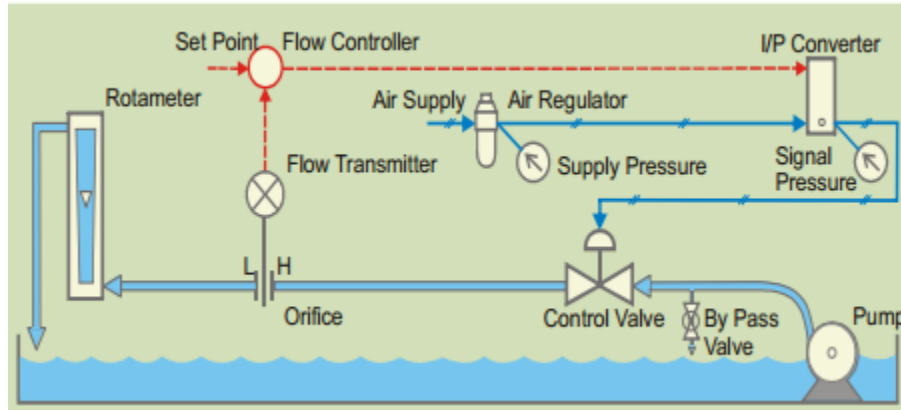 Set Point
Flow Controller
I/P Converter
Rotameter
Air Supply
Air Regulator
Flow Transmitter
Supply Pressure
Signal
Pressure
L
H
Orifice
Control Valve
By Pass
Valve
Pump